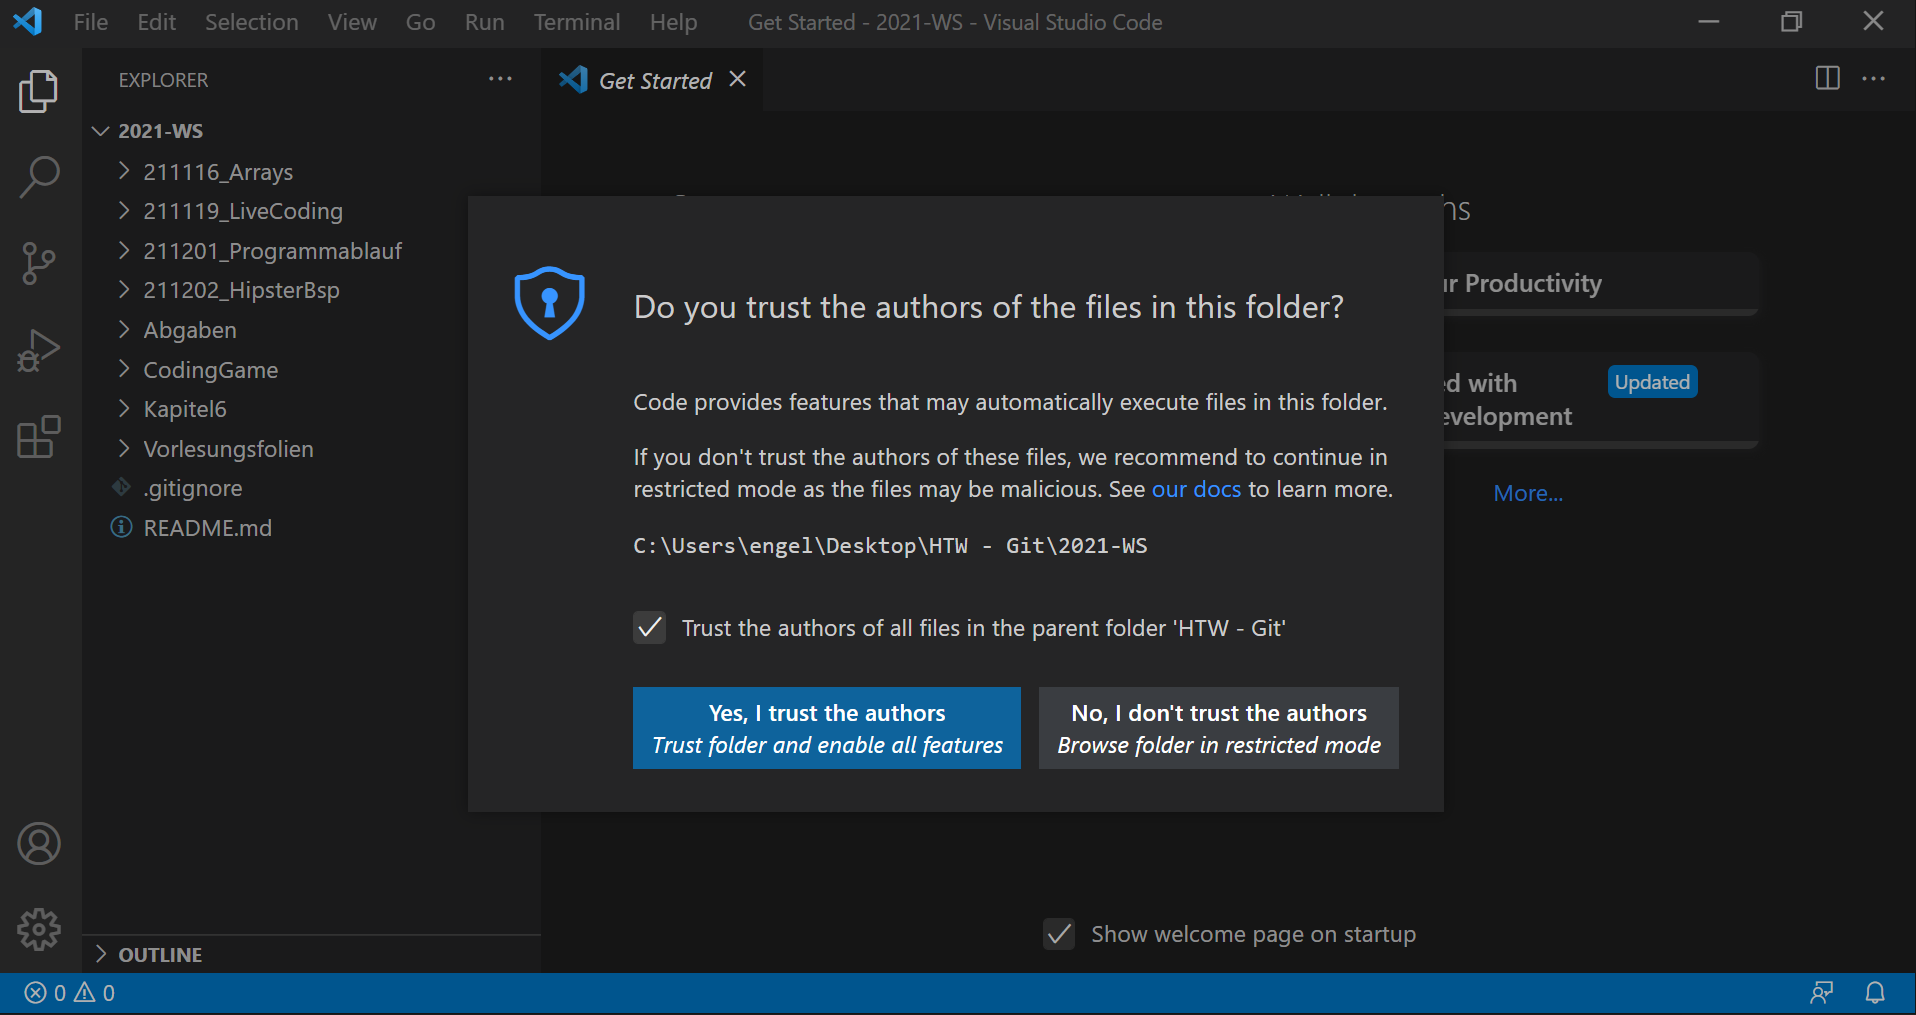 File Edit Selection View Go Run Terminal Help Get Started - 2021-WS - Visual Studio Code
EXPLORER
Get Started
2021-WS
211116_Arrays
211119_LiveCoding
211201_Programmablauf
211202_HipsterBsp
Abgaben
CodingGame
Kapitel6
Vorlesungsfolien
.gitignore
README.md
OUTLINE
Do you trust the authors of the files in this folder?
Code provides features that may automatically execute files in this folder.
If you don't trust the authors of these files, we recommend to continue in
restricted mode as the files may be malicious. See our docs to learn more.
C:\Users\engel\Desktop\HTW - Git\2021-WS
Trust the authors of all files in the parent folder 'HTW - Git'
Yes, I trust the authors
Trust folder and enable all features
No, I don't trust the authors
Browse folder in restricted mode
Productivity
with
Updated
More...
Show welcome page on startup
0 0